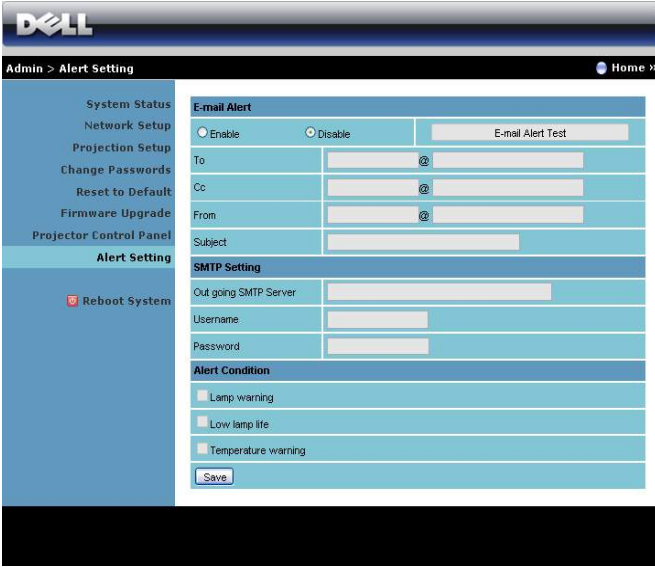 DELL
Admin > Alert Setting
Home »
System Status
Network Setup
Projection Setup
Change Passwords
Reset to Default
Firmware Upgrade
Projector Control Panel
Alert Setting
Reboot System
E-mail Alert
Enable Disable E-mail Alert Test
To @
Cc @
From @
Subject
SMTP Setting
Out going SMTP Server
Username
Password
Alert Condition
Lamp warning
Low lamp life
Temperature warning
Save